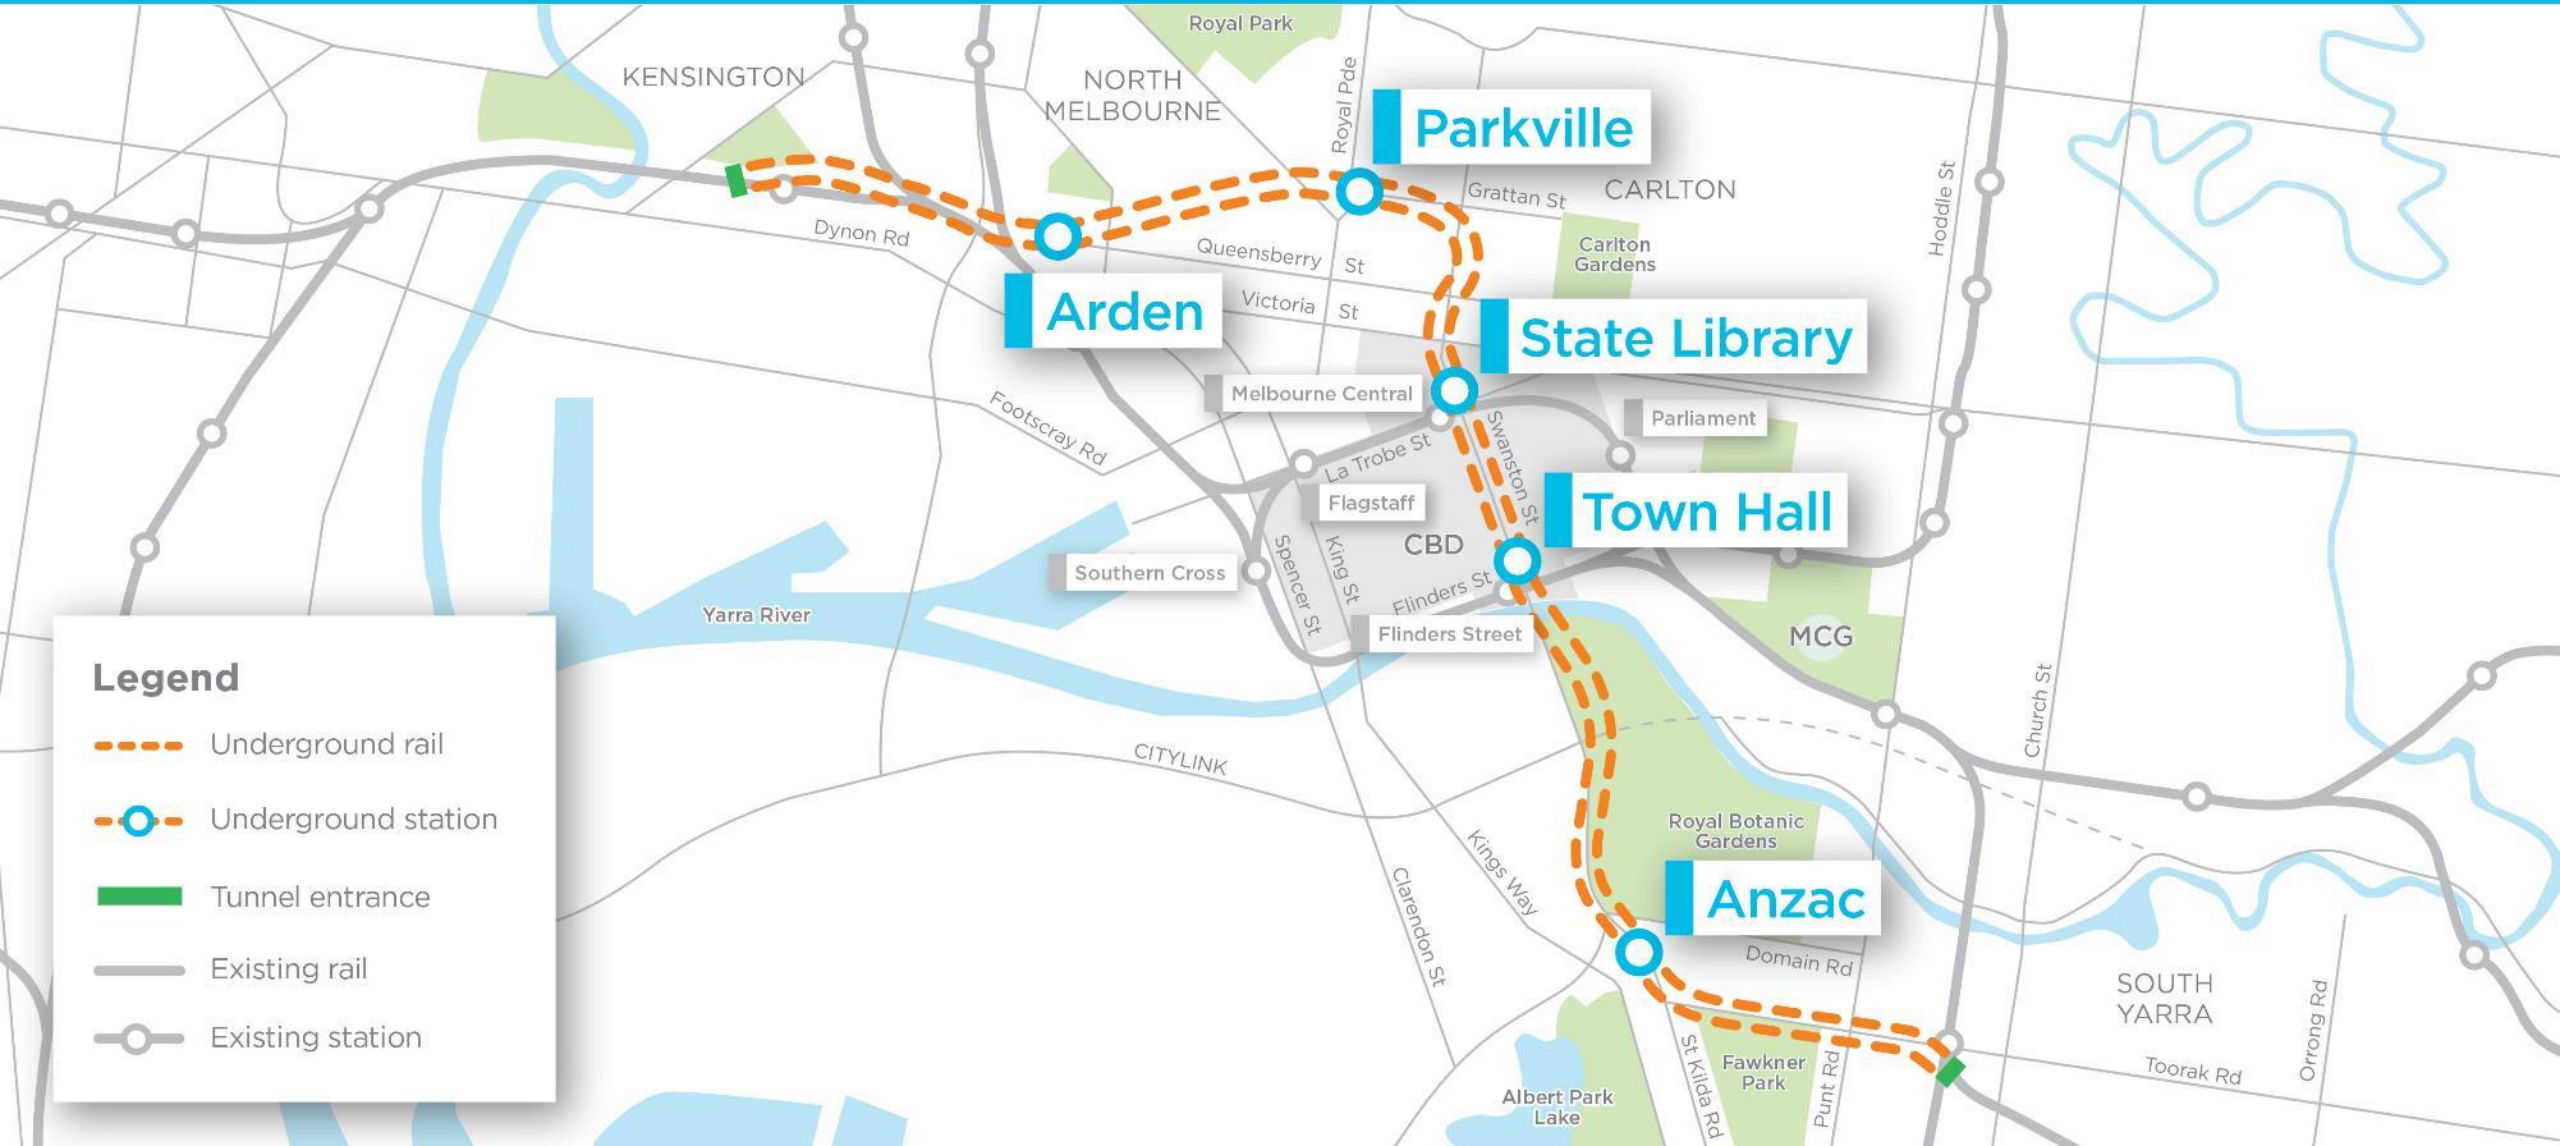 Royal Park
KENSINGTON
NORTH
MELBOURNE
Royal Pde
Parkville
Grattan St
CARLTON
Hoddle St
Dynon Rd
Queensberry St
Carlton
Gardens
Arden
Victoria St
State Library
Melbourne Central
Parliament
Footscray Rd
La Trobe St
Swanston St
Flagstaff
Town Hall
CBD
Southern Cross
Spencer St
King St
Flinders St
Yarra River
Flinders Street
MCG
Church St
CITYLINK
Royal Botanic
Gardens
Kings Way
Clarendon St
Anzac
Domain Rd
SOUTH
YARRA
Orrong Rd
Toorak Rd
St Kilda Rd
Fawkner
Park
Punt Rd
Albert Park
Lake
Legend
Underground rail
Underground station
Tunnel entrance
Existing rail
Existing station